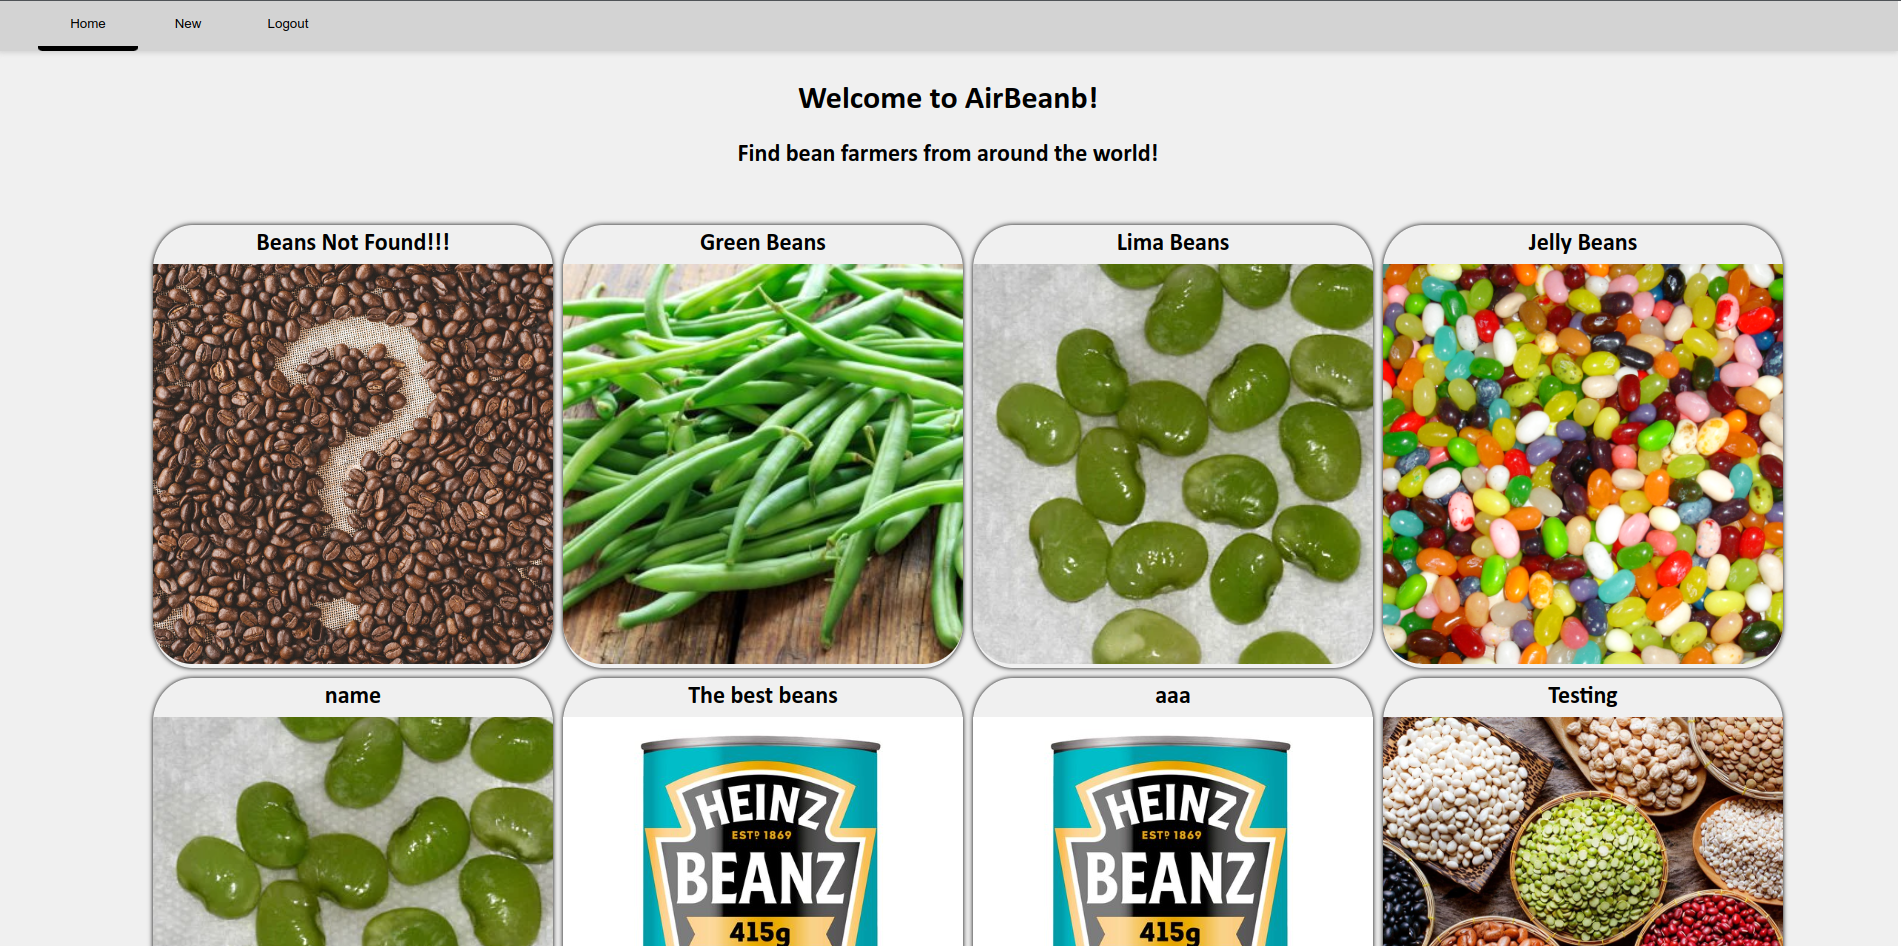 Home New Logout
Welcome to AirBeanb!
Find bean farmers from around the world!
Beans Not Found!!! Green Beans Lima Beans Jelly Beans
name The best beans aaa Testing
HEINZ
ESTD 1869
BEANZ
415g
HEINZ
ESTD 1869
BEANZ
415g